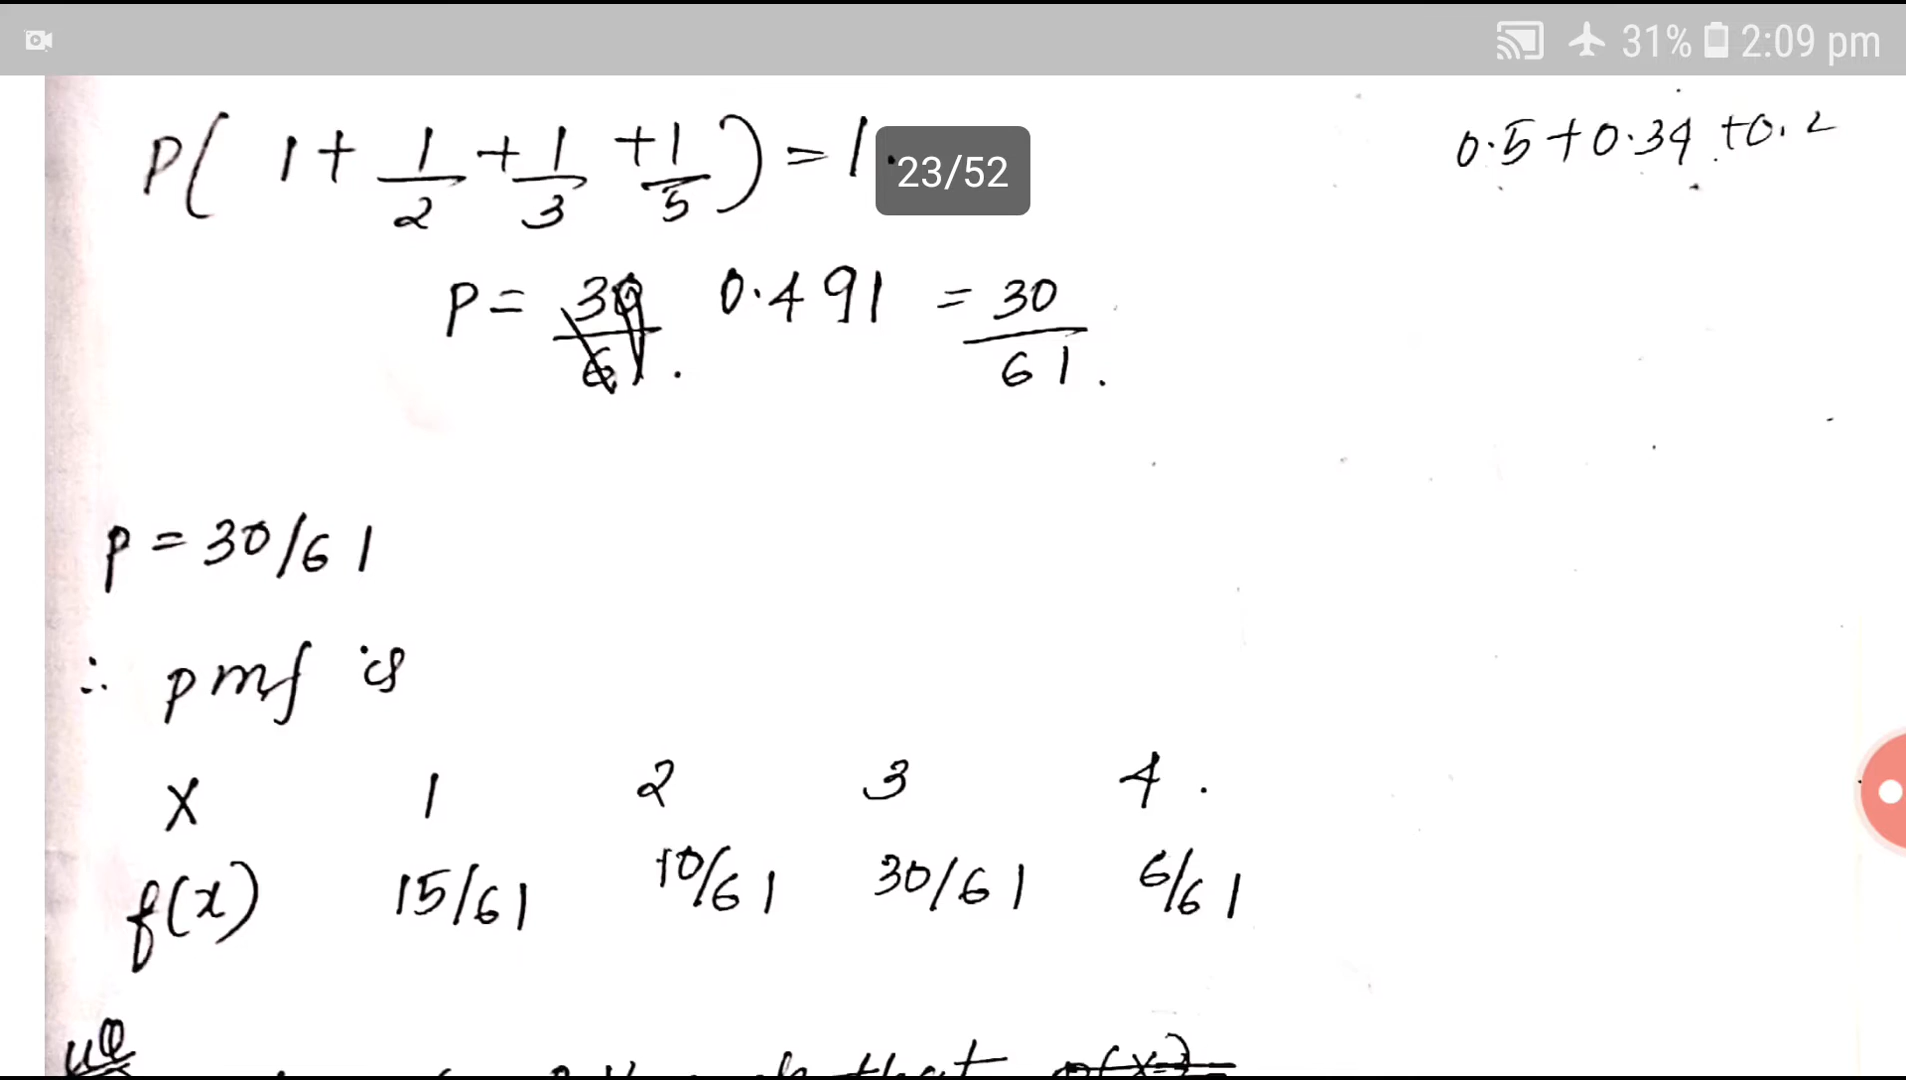 31% 2:09 pm
P( 1 + 1/2 + 1/3 + 1/5 ) = 1.
23/52
0.5 + 0.34 + 0.2
P = 30/61. 0.491 = 30/61.
P = 30/61
∴ pmf is
X 1 2 3 4.
f(x) 15/61 10/61 30/61 6/61
that